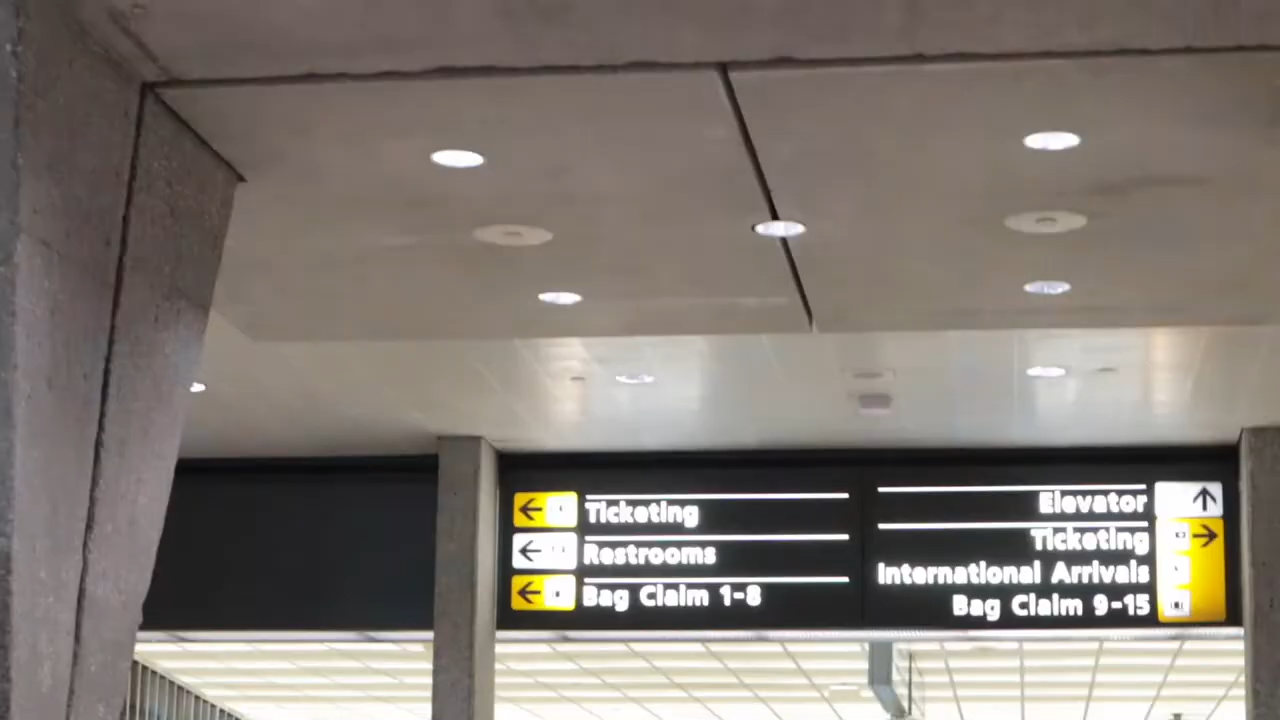 Ticketing
Restrooms
Bag Claim 1-8
Elevator
Ticketing
International Arrivals
Bag Claim 9-15